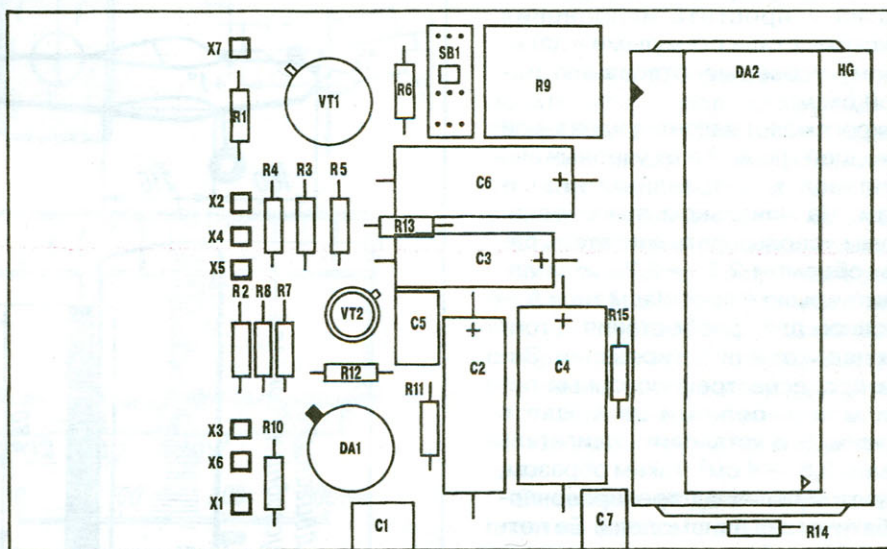 X7
SB1
DA2
HG
R9
R6
VT1
R1
R4
R3
R5
C6
X2
R13
X4
C3
X5
R2
R8
R7
VT2
C5
R15
C2
C4
R12
R11
X3
R10
DA1
X6
X1
C1
C7
R14